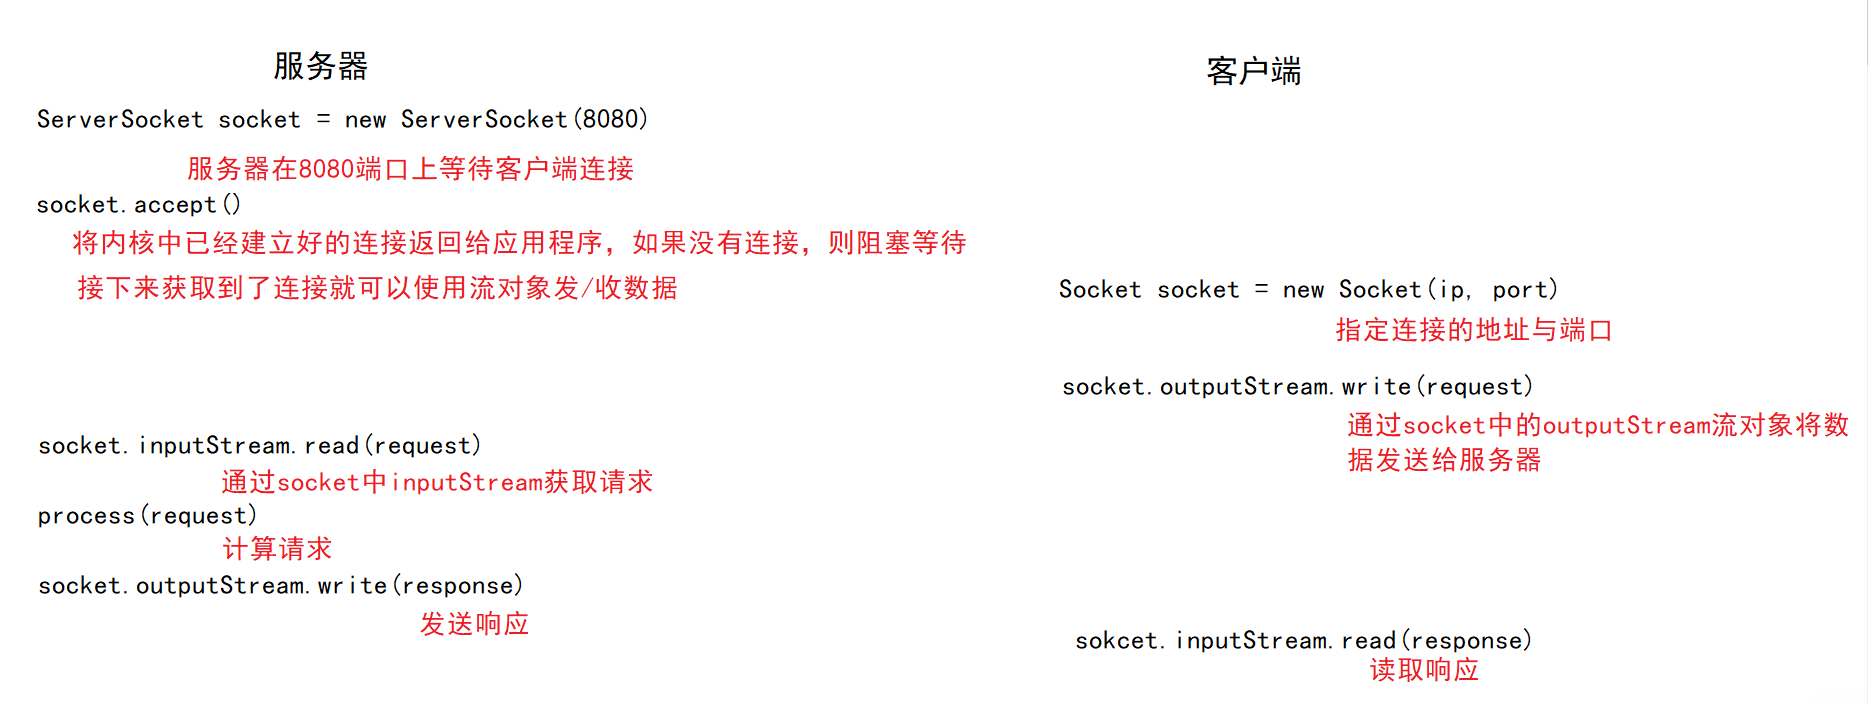 服务器
ServerSocket socket = new ServerSocket(8080)
服务器在8080端口上等待客户端连接
socket.accept()
将内核中已经建立好的连接返回给应用程序，如果没有连接，则阻塞等待
接下来获取到了连接就可以使用流对象发/收数据
socket.inputStream.read(request)
通过socket中inputStream获取请求
process(request)
计算请求
socket.outputStream.write(response)
发送响应
客户端
Socket socket = new Socket(ip, port)
指定连接的地址与端口
socket.outputStream.write(request)
通过socket中的outputStream流对象将数
据发送给服务器
sokcet.inputStream.read(response)
读取响应